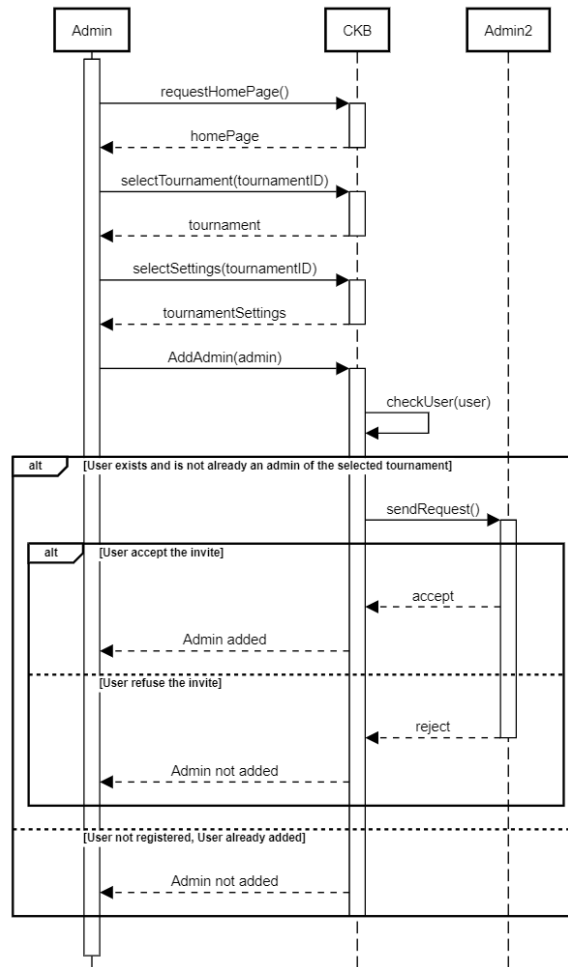 Admin CKB Admin2
requestHomePage()
homePage
selectTournament(tournamentID)
tournament
selectSettings(tournamentID)
tournamentSettings
AddAdmin(admin)
checkUser(user)
alt [User exists and is not already an admin of the selected tournament]
sendRequest()
alt [User accept the invite]
accept
Admin added
[User refuse the invite]
reject
Admin not added
[User not registered, User already added]
Admin not added